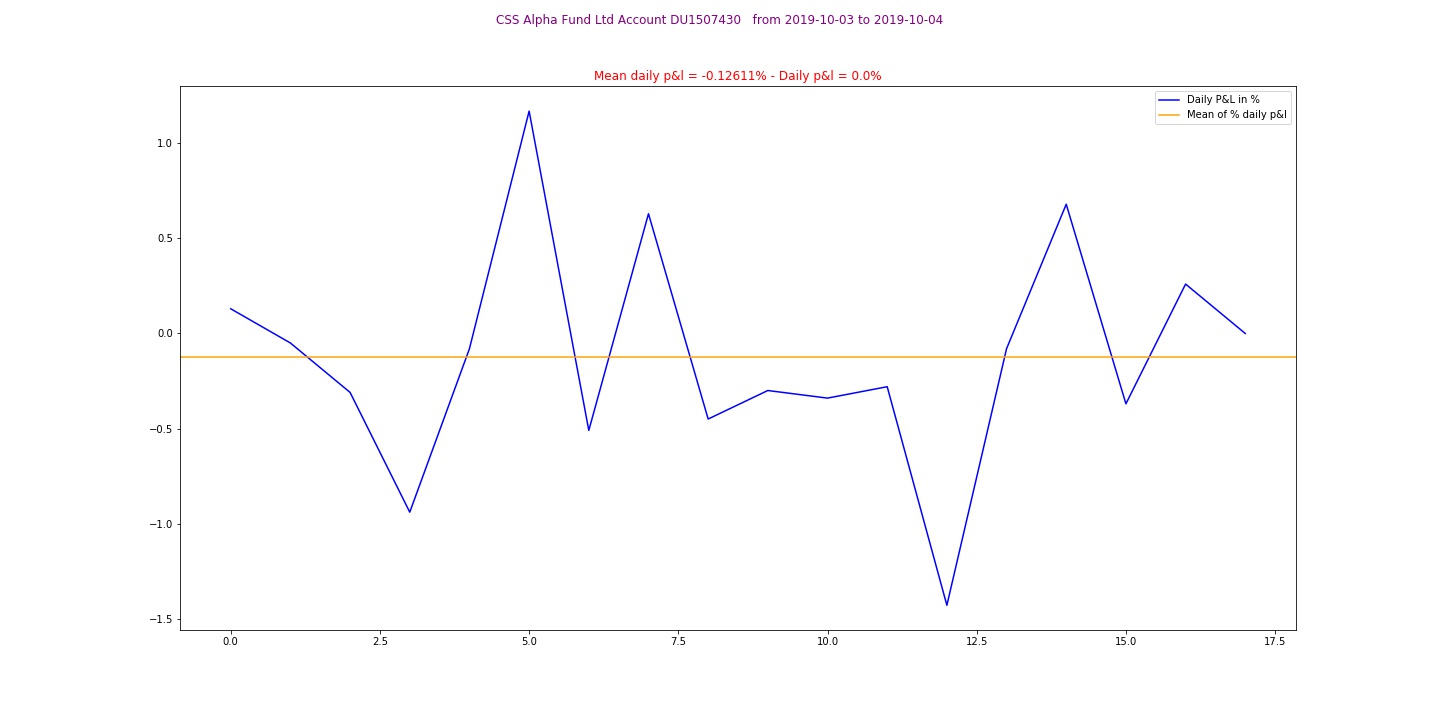 CSS Alpha Fund Ltd Account DU1507430   from 2019-10-03 to 2019-10-04
Mean daily p&l = -0.12611% - Daily p&l = 0.0%
Daily P&L in %
Mean of % daily p&l
1.0
0.5
0.0
−0.5
−1.0
−1.5
0.0 2.5 5.0 7.5 10.0 12.5 15.0 17.5